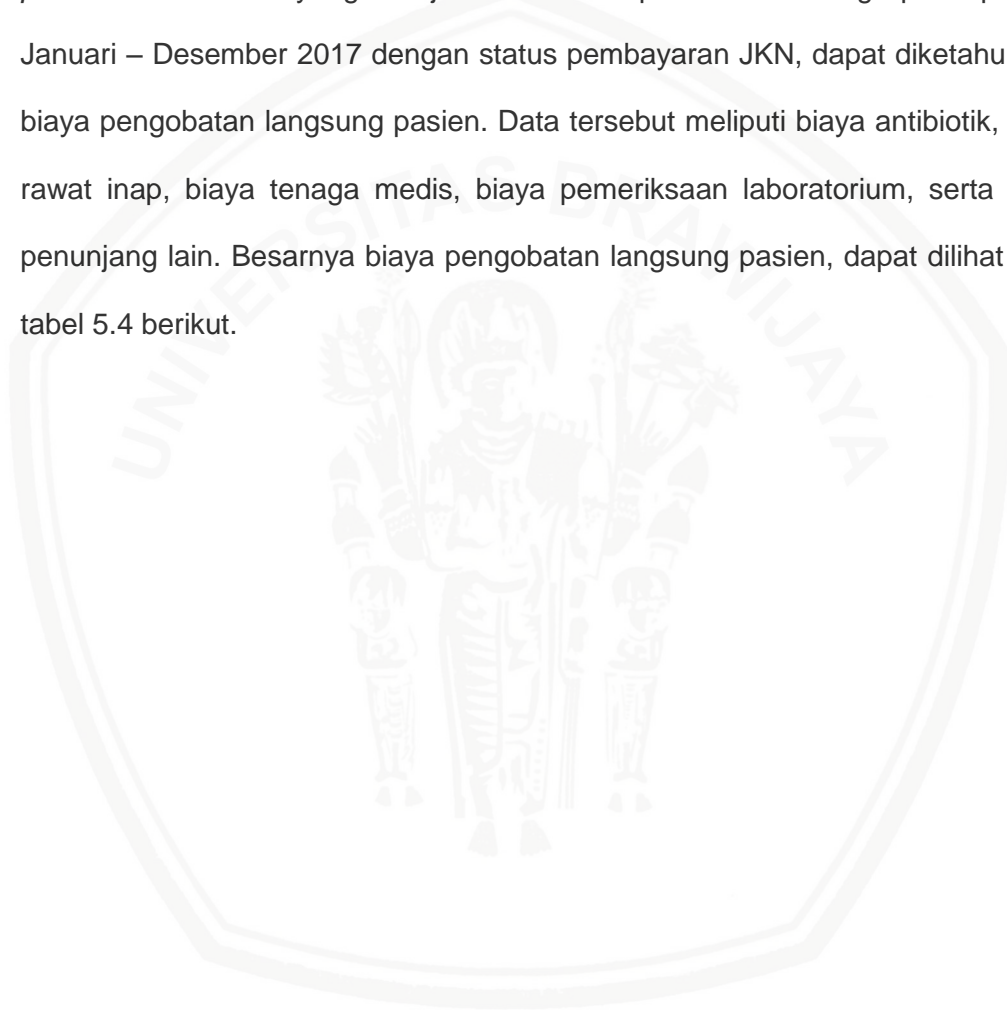 Januari – Desember 2017 dengan status pembayaran JKN, dapat diketahu
biaya pengobatan langsung pasien. Data tersebut meliputi biaya antibiotik,
rawat inap, biaya tenaga medis, biaya pemeriksaan laboratorium, serta
penunjang lain. Besarnya biaya pengobatan langsung pasien, dapat dilihat
tabel 5.4 berikut.
UNIVERSITAS BRAWIJAYA